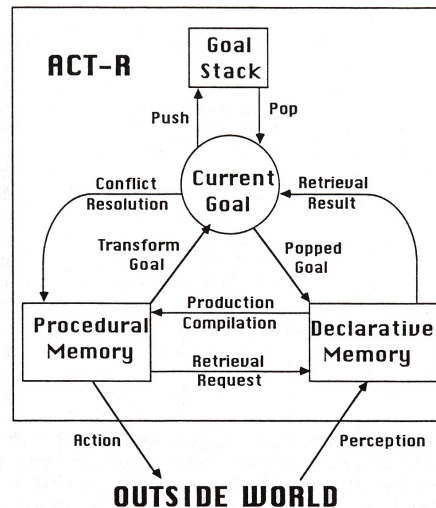 ACT-R
Goal
Stack
Push
Pop
Current
Goal
Conflict
Resolution
Retrieval
Result
Transform
Goal
Popped
Goal
Procedural
Memory
Production
Compilation
Declarative
Memory
Retrieval
Request
Action
Perception
OUTSIDE WORLD